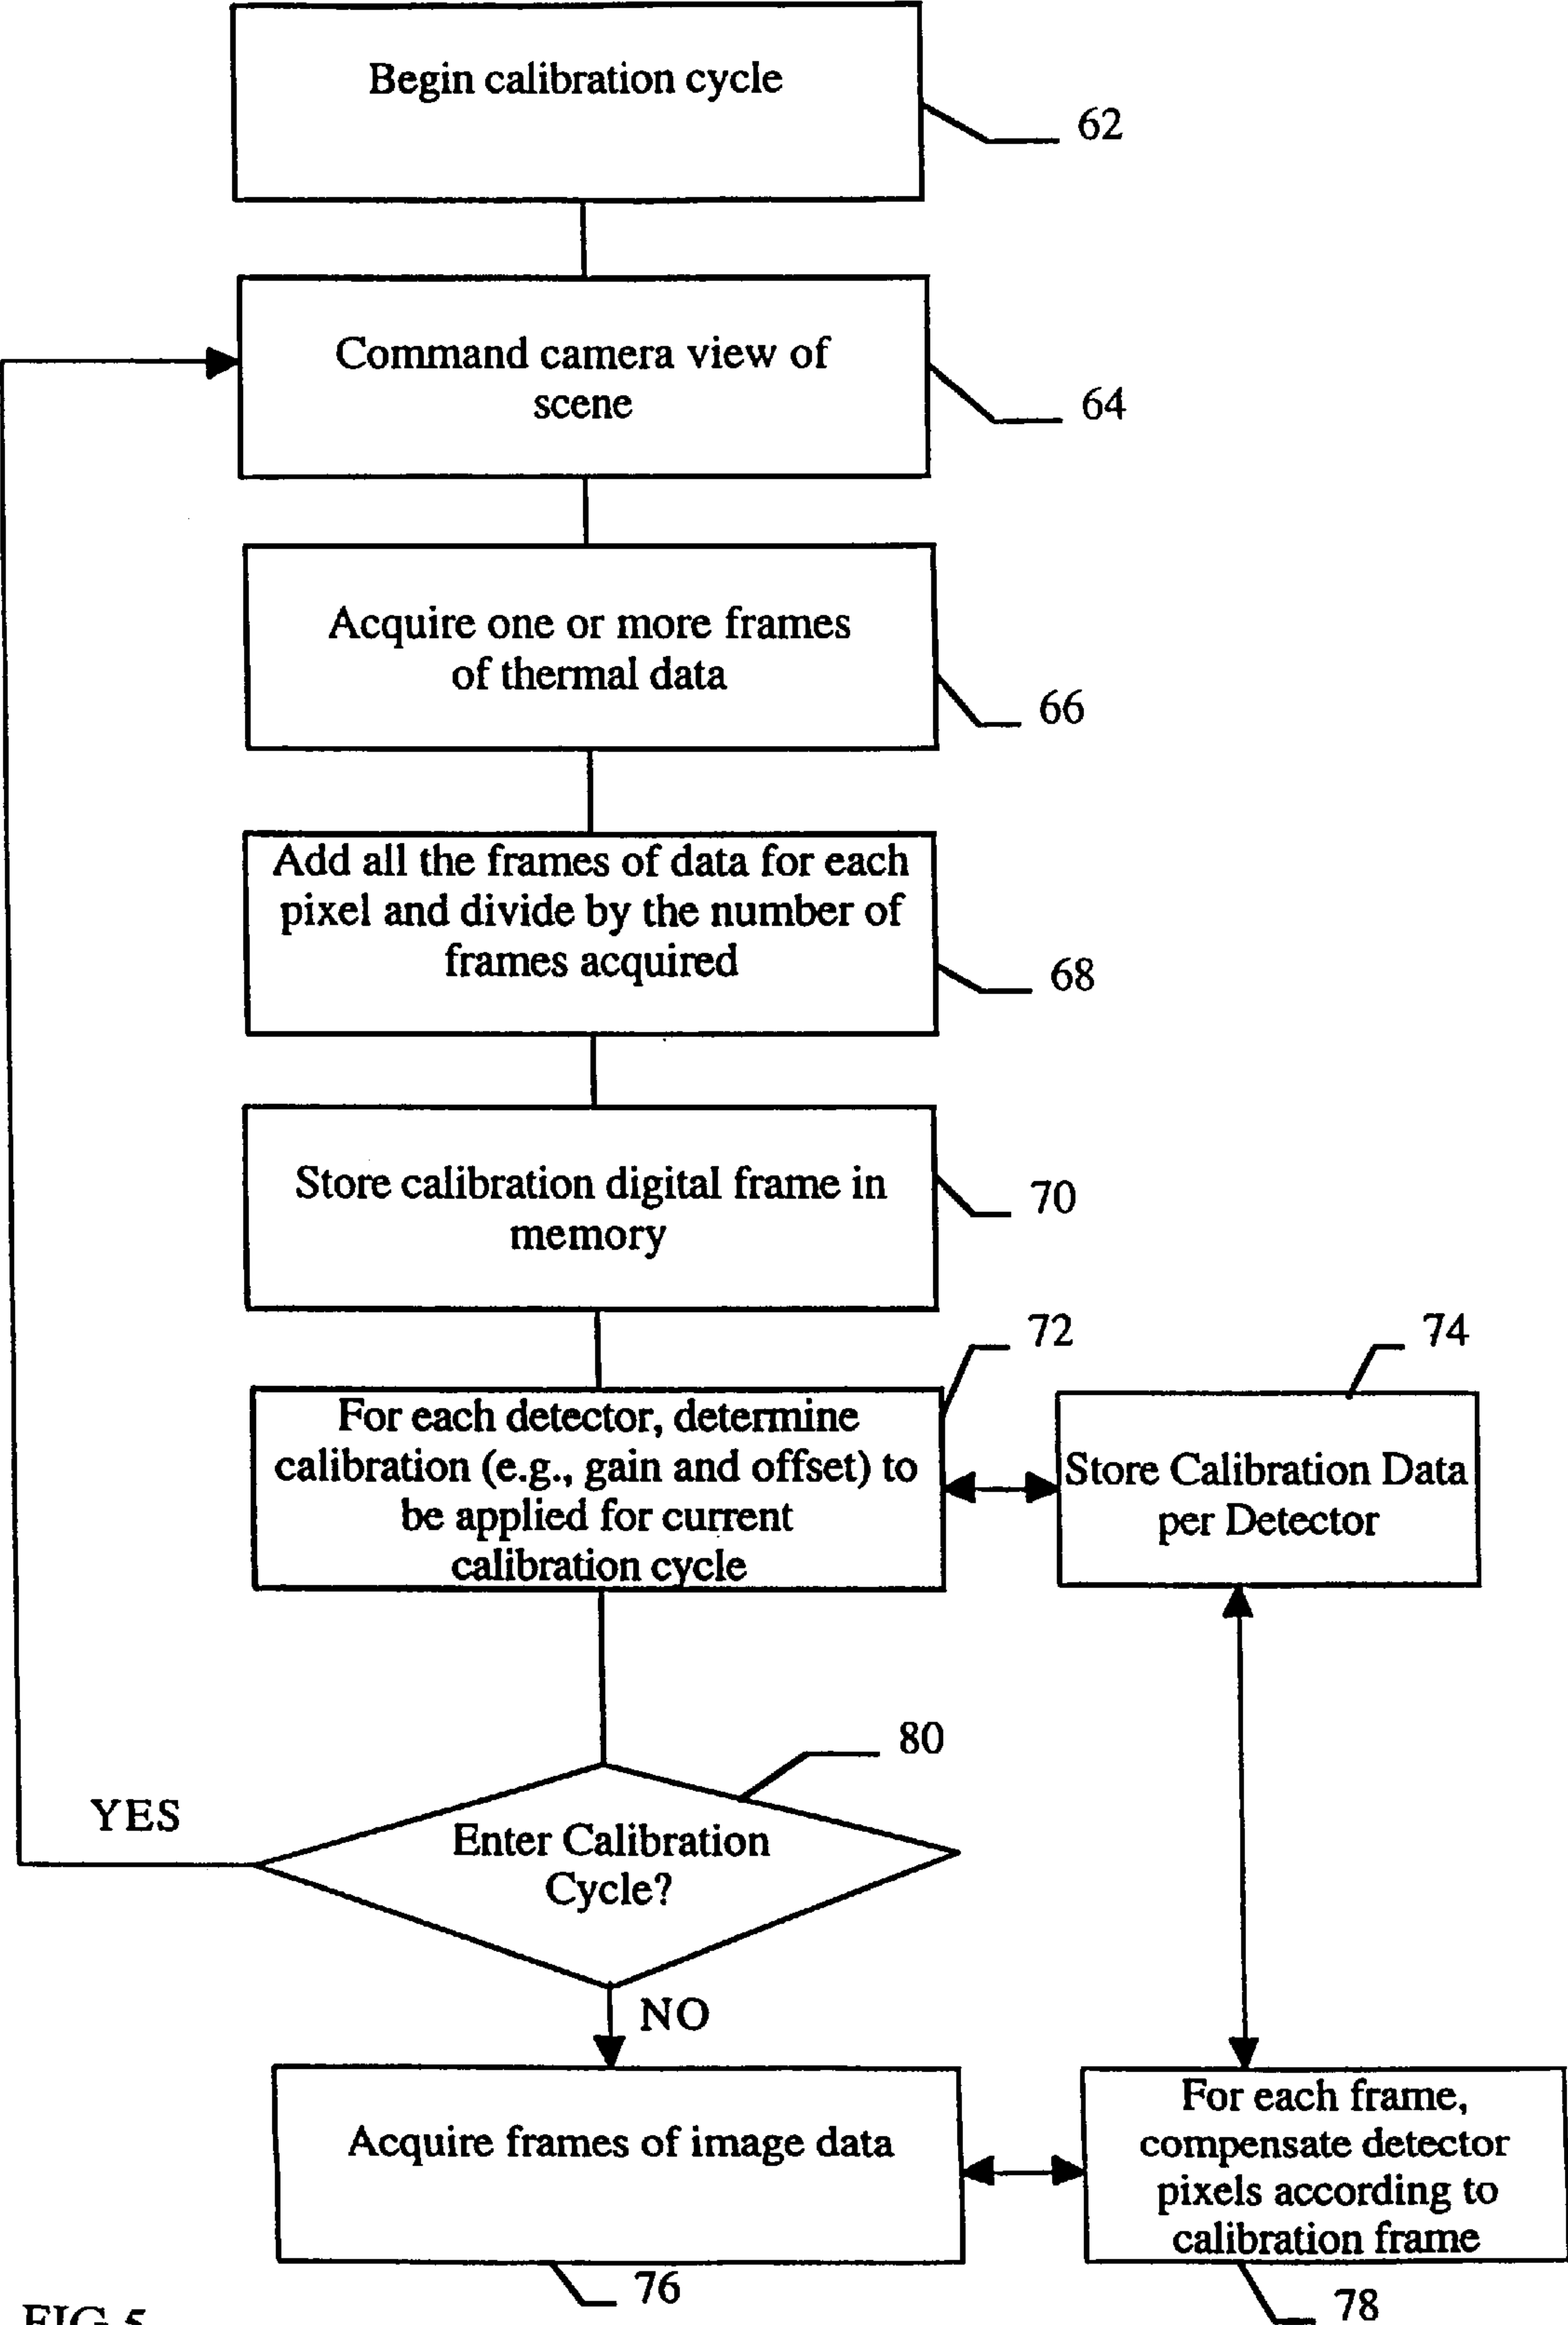 Begin calibration cycle
62
Command camera view of
scene
64
Acquire one or more frames
of thermal data
66
Add all the frames of data for each
pixel and divide by the number of
frames acquired
68
Store calibration digital frame in
memory
70
72
74
For each detector, determine
calibration (e.g., gain and offset) to
be applied for current
calibration cycle
Store Calibration Data
per Detector
80
YES
Enter Calibration
Cycle?
NO
Acquire frames of image data
For each frame,
compensate detector
pixels according to
calibration frame
76
78
FIG 5